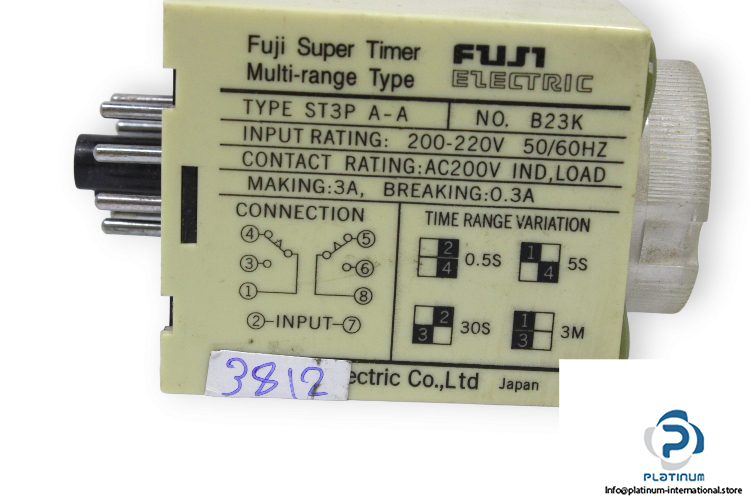 Fuji Super Timer
Multi-range Type
FUJI
ELECTRIC
TYPE ST3P A-A NO. B23K
INPUT RATING: 200-220V 50/60HZ
CONTACT RATING:AC200V IND,LOAD
MAKING:3A, BREAKING:0.3A
CONNECTION
TIME RANGE VARIATION
4 5
3 6
1 8
2 -INPUT- 7
2 4 0.5S
1 4 5S
2 3 30S
1 3 3M
3812
ectric Co.,Ltd Japan
PLATINUM
Info@platinum-international.store